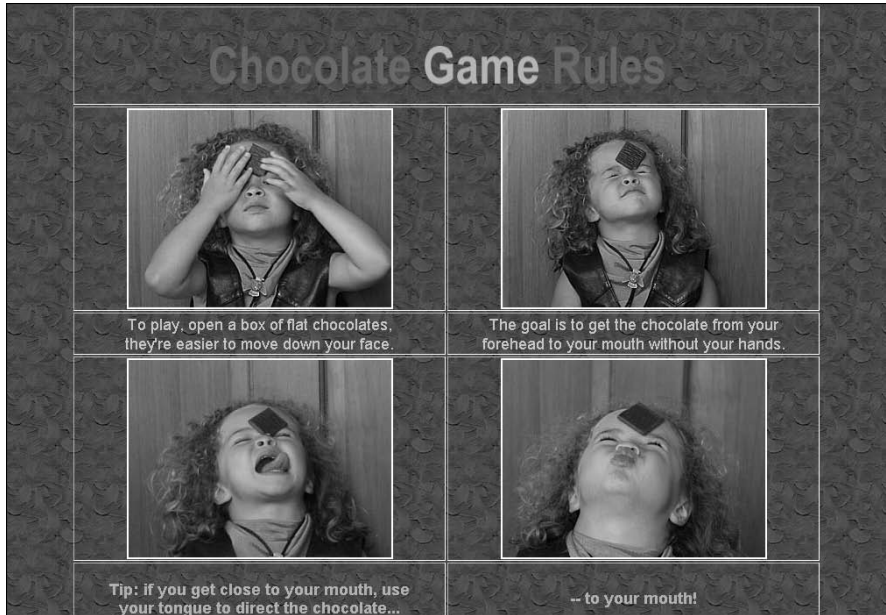 Chocolate Game Rules
To play, open a box of flat chocolates,
they're easier to move down your face.
The goal is to get the chocolate from your
forehead to your mouth without your hands.
Tip: if you get close to your mouth, use
your tongue to direct the chocolate...
-- to your mouth!